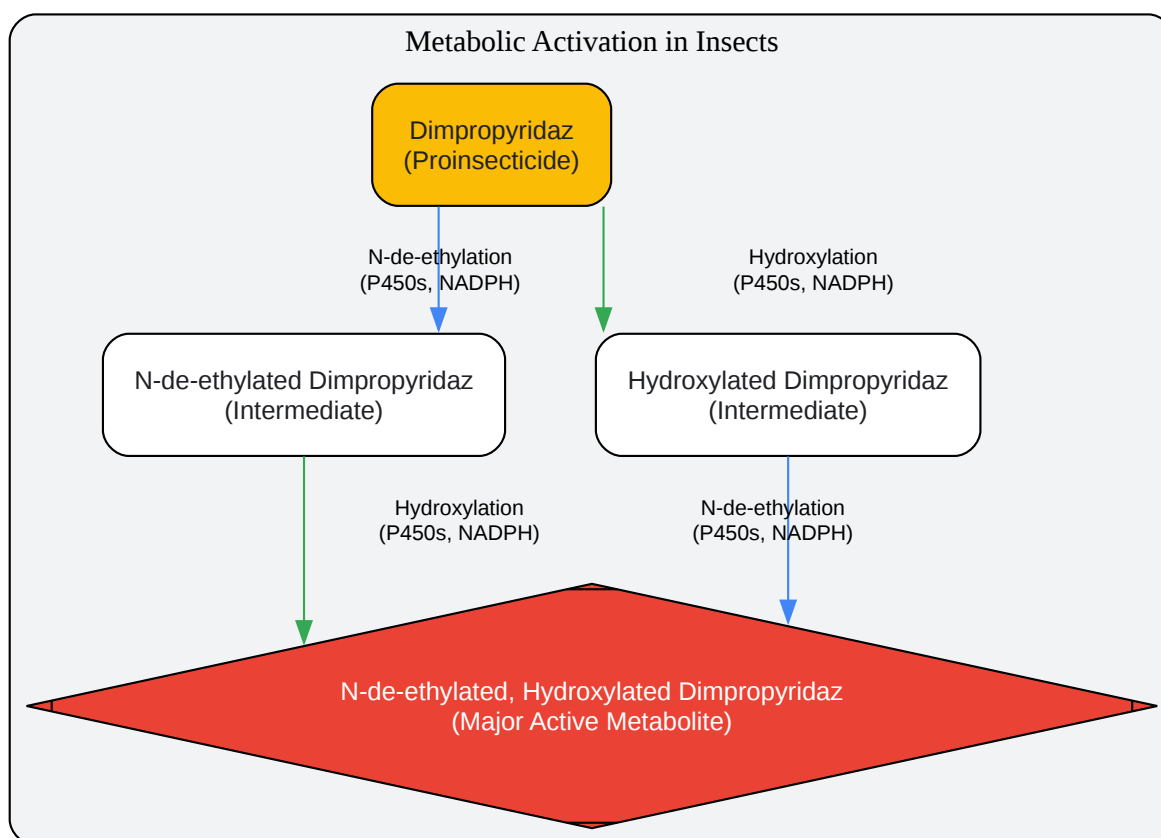 Metabolic Activation in Insects
Dimpropyridaz
(Proinsecticide)
N-de-ethylation
(P450s, NADPH)
Hydroxylation
(P450s, NADPH)
N-de-ethylated Dimpropyridaz
(Intermediate)
Hydroxylated Dimpropyridaz
(Intermediate)
Hydroxylation
(P450s, NADPH)
N-de-ethylation
(P450s, NADPH)
N-de-ethylated, Hydroxylated Dimpropyridaz
(Major Active Metabolite)